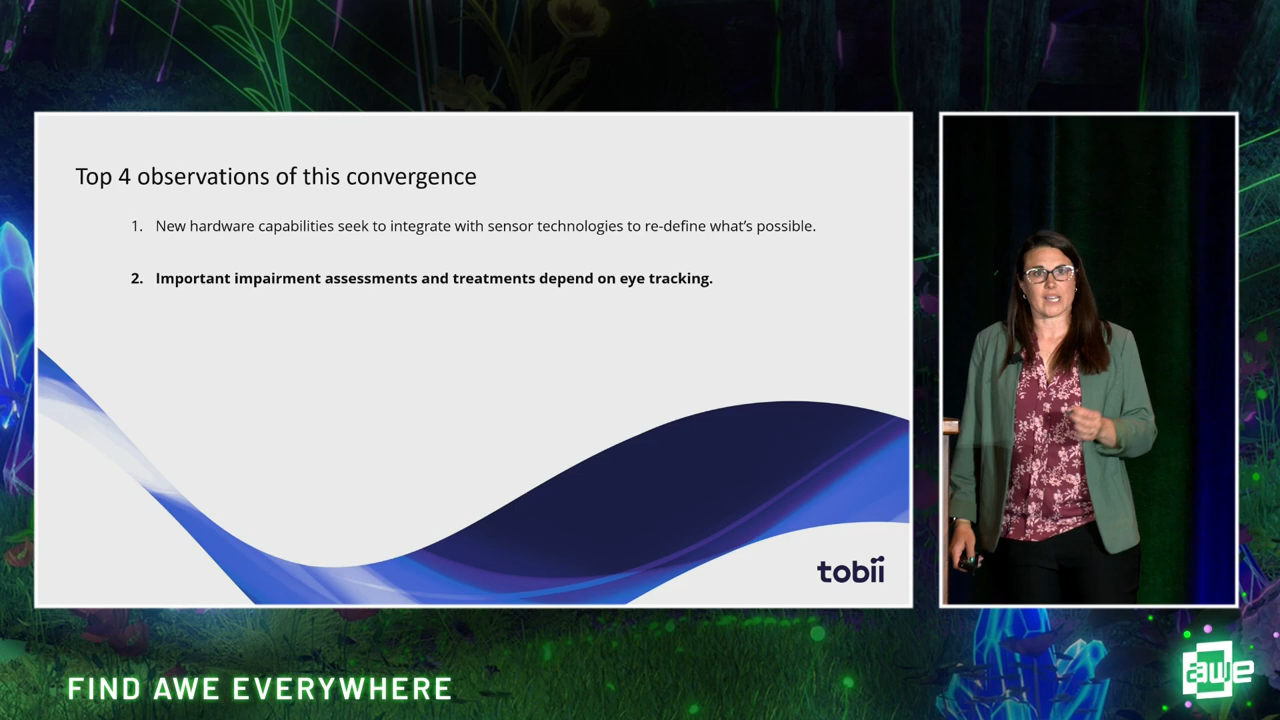 Top 4 observations of this convergence
1. New hardware capabilities seek to integrate with sensor technologies to re-define what's possible.
2. Important impairment assessments and treatments depend on eye tracking.
tobii
FIND AWE EVERYWHERE
awe